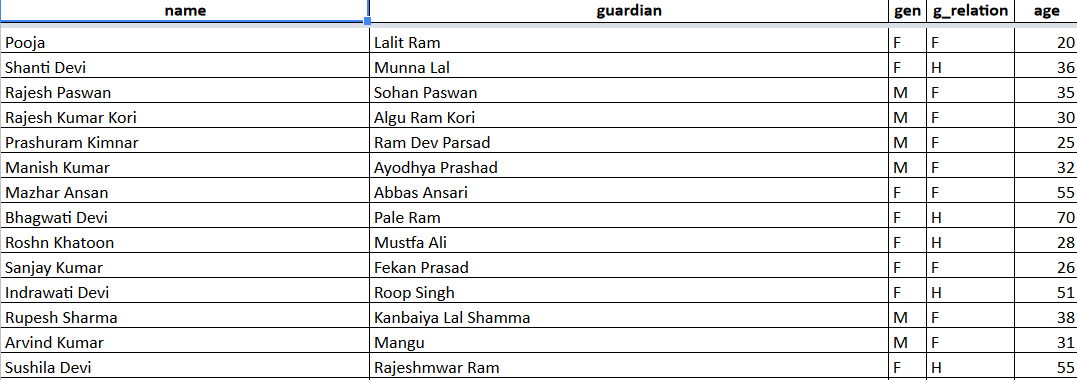 name guardian gen g_relation age
Pooja Lalit Ram F F 20
Shanti Devi Munna Lal F H 36
Rajesh Paswan Sohan Paswan M F 35
Rajesh Kumar Kori Algu Ram Kori M F 30
Prashuram Kimnar Ram Dev Parsad M F 25
Manish Kumar Ayodhya Prashad M F 32
Mazhar Ansan Abbas Ansari F F 55
Bhagwati Devi Pale Ram F H 70
Roshn Khatoon Mustfa Ali F H 28
Sanjay Kumar Fekan Prasad F F 26
Indrawati Devi Roop Singh F H 51
Rupesh Sharma Kanbaiya Lal Shamma M F 38
Arvind Kumar Mangu M F 31
Sushila Devi Rajeshmwar Ram F H 55